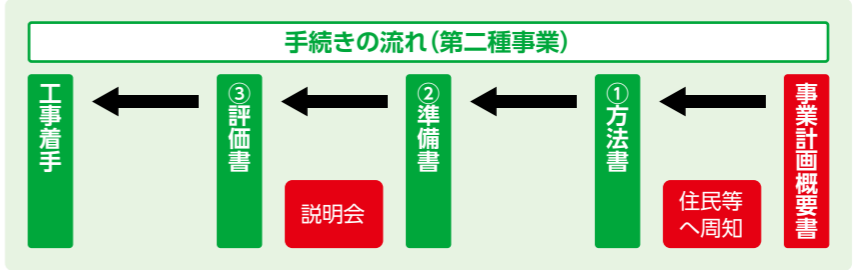 手続きの流れ（第二種事業）
事業計画概要書
住民等
へ周知
①方法書
②準備書
説明会
③評価書
工事着手